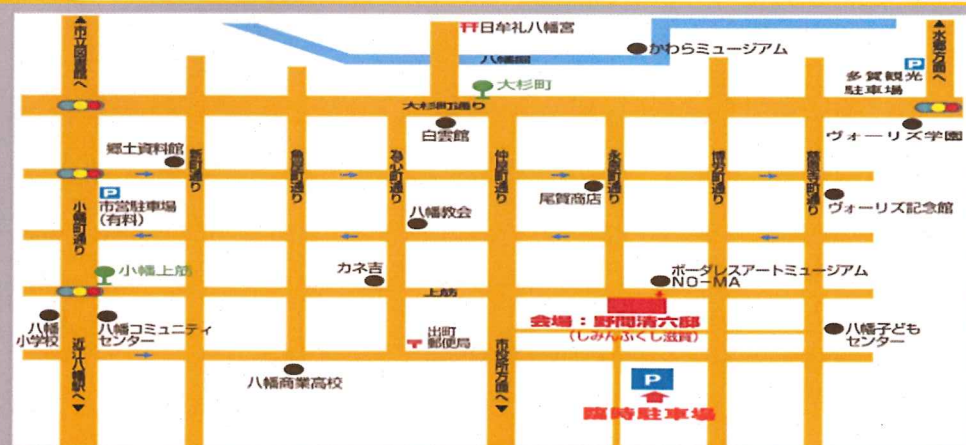 ▲市立図書館へ
日牟礼八幡宮
かわらミュージアム
▲水郷方面へ
八幡堀
P
多賀観光
駐車場
大杉町
大杉町通り
白雲館
ヴォーリズ学園
郷土資料館
新町通り
魚屋町通り
為心町通り
仲屋町通り
永原町通り
博労町通り
慈恩寺町通り
P
市営駐車場
(有料)
小幡町通り
八幡教会
尾賀商店
ヴォーリズ記念館
小幡上筋
カネ吉
上筋
ボーダレスアートミュージアム
NO-MA
会場：野間清六邸
(しみんふくし滋賀)
八幡
小学校
八幡コミュニティ
センター
出町
郵便局
〒
八幡子ども
センター
近江八幡駅へ▼
市役所方面へ▼
八幡商業高校
P
臨時駐車場